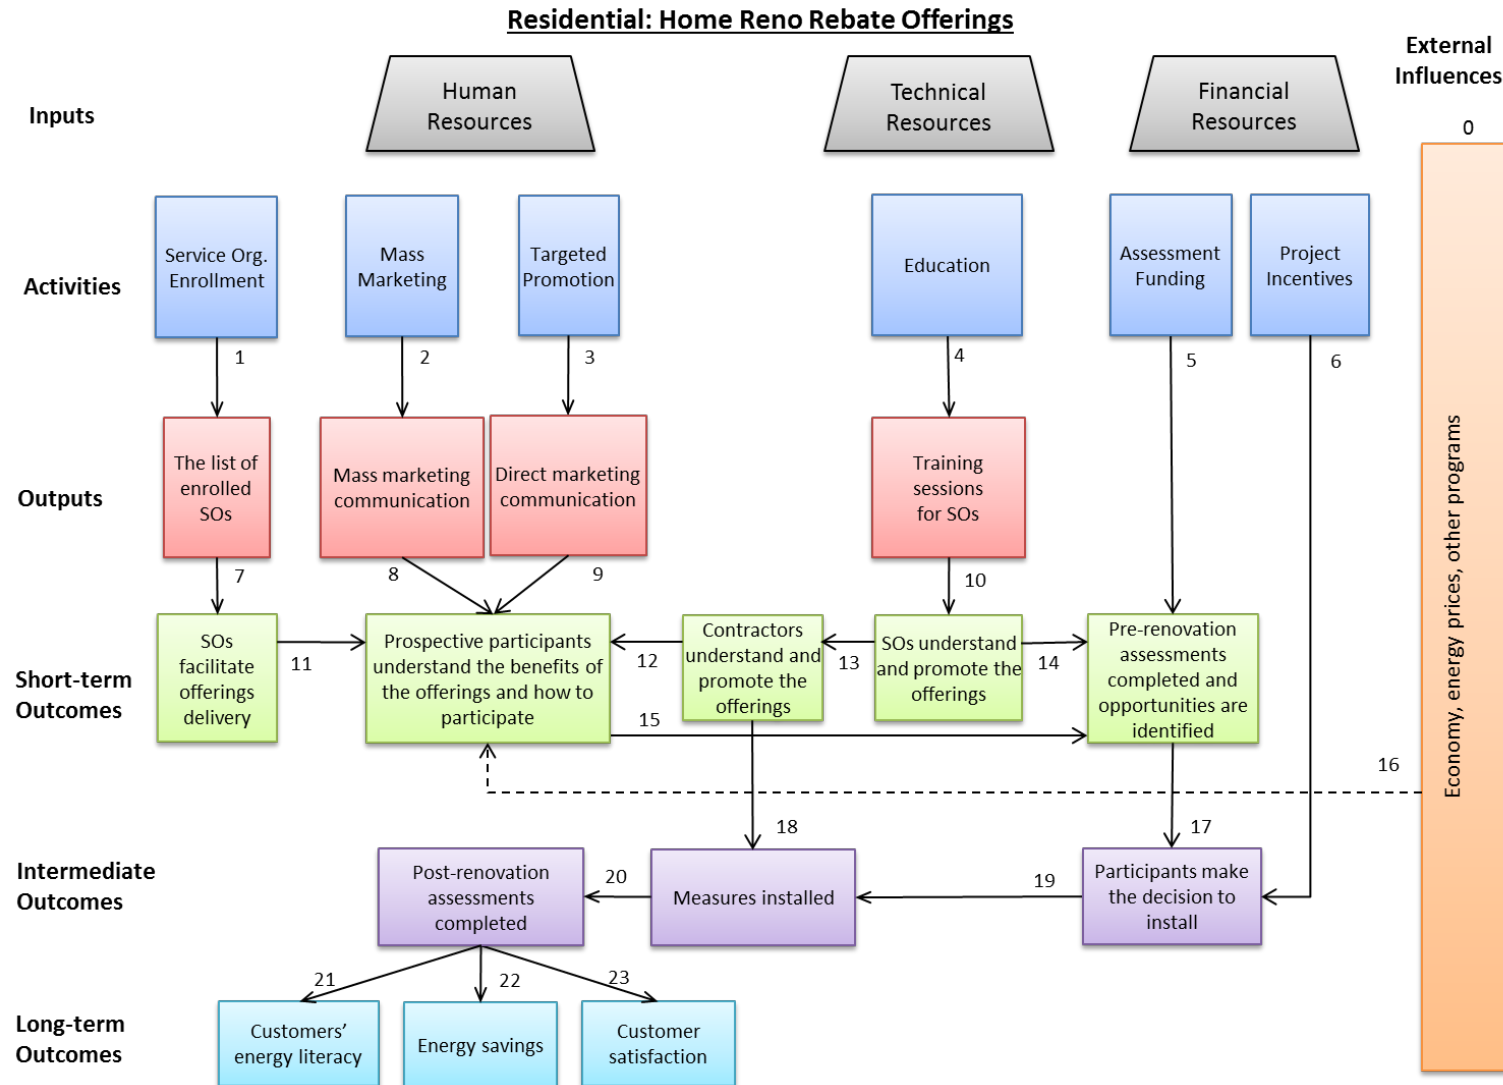 Residential: Home Reno Rebate Offerings
External
Influences
Inputs
Human
Resources
Technical
Resources
Financial
Resources
0
Activities
Service Org.
Enrollment
Mass
Marketing
Targeted
Promotion
Education
Assessment
Funding
Project
Incentives
1
2
3
4
5
6
Outputs
The list of
enrolled
SOs
Mass marketing
communication
Direct marketing
communication
Training
sessions
for SOs
Economy, energy prices, other programs
7
8
9
10
Short-term
Outcomes
SOs
facilitate
offerings
delivery
11
Prospective participants
understand the benefits of
the offerings and how to
participate
12
Contractors
understand and
promote the
offerings
13
SOs understand
and promote the
offerings
14
Pre-renovation
assessments
completed and
opportunities are
identified
15
16
17
18
Intermediate
Outcomes
Post-renovation
assessments
completed
20
Measures installed
19
Participants make
the decision to
install
21
22
23
Long-term
Outcomes
Customers’
energy literacy
Energy savings
Customer
satisfaction